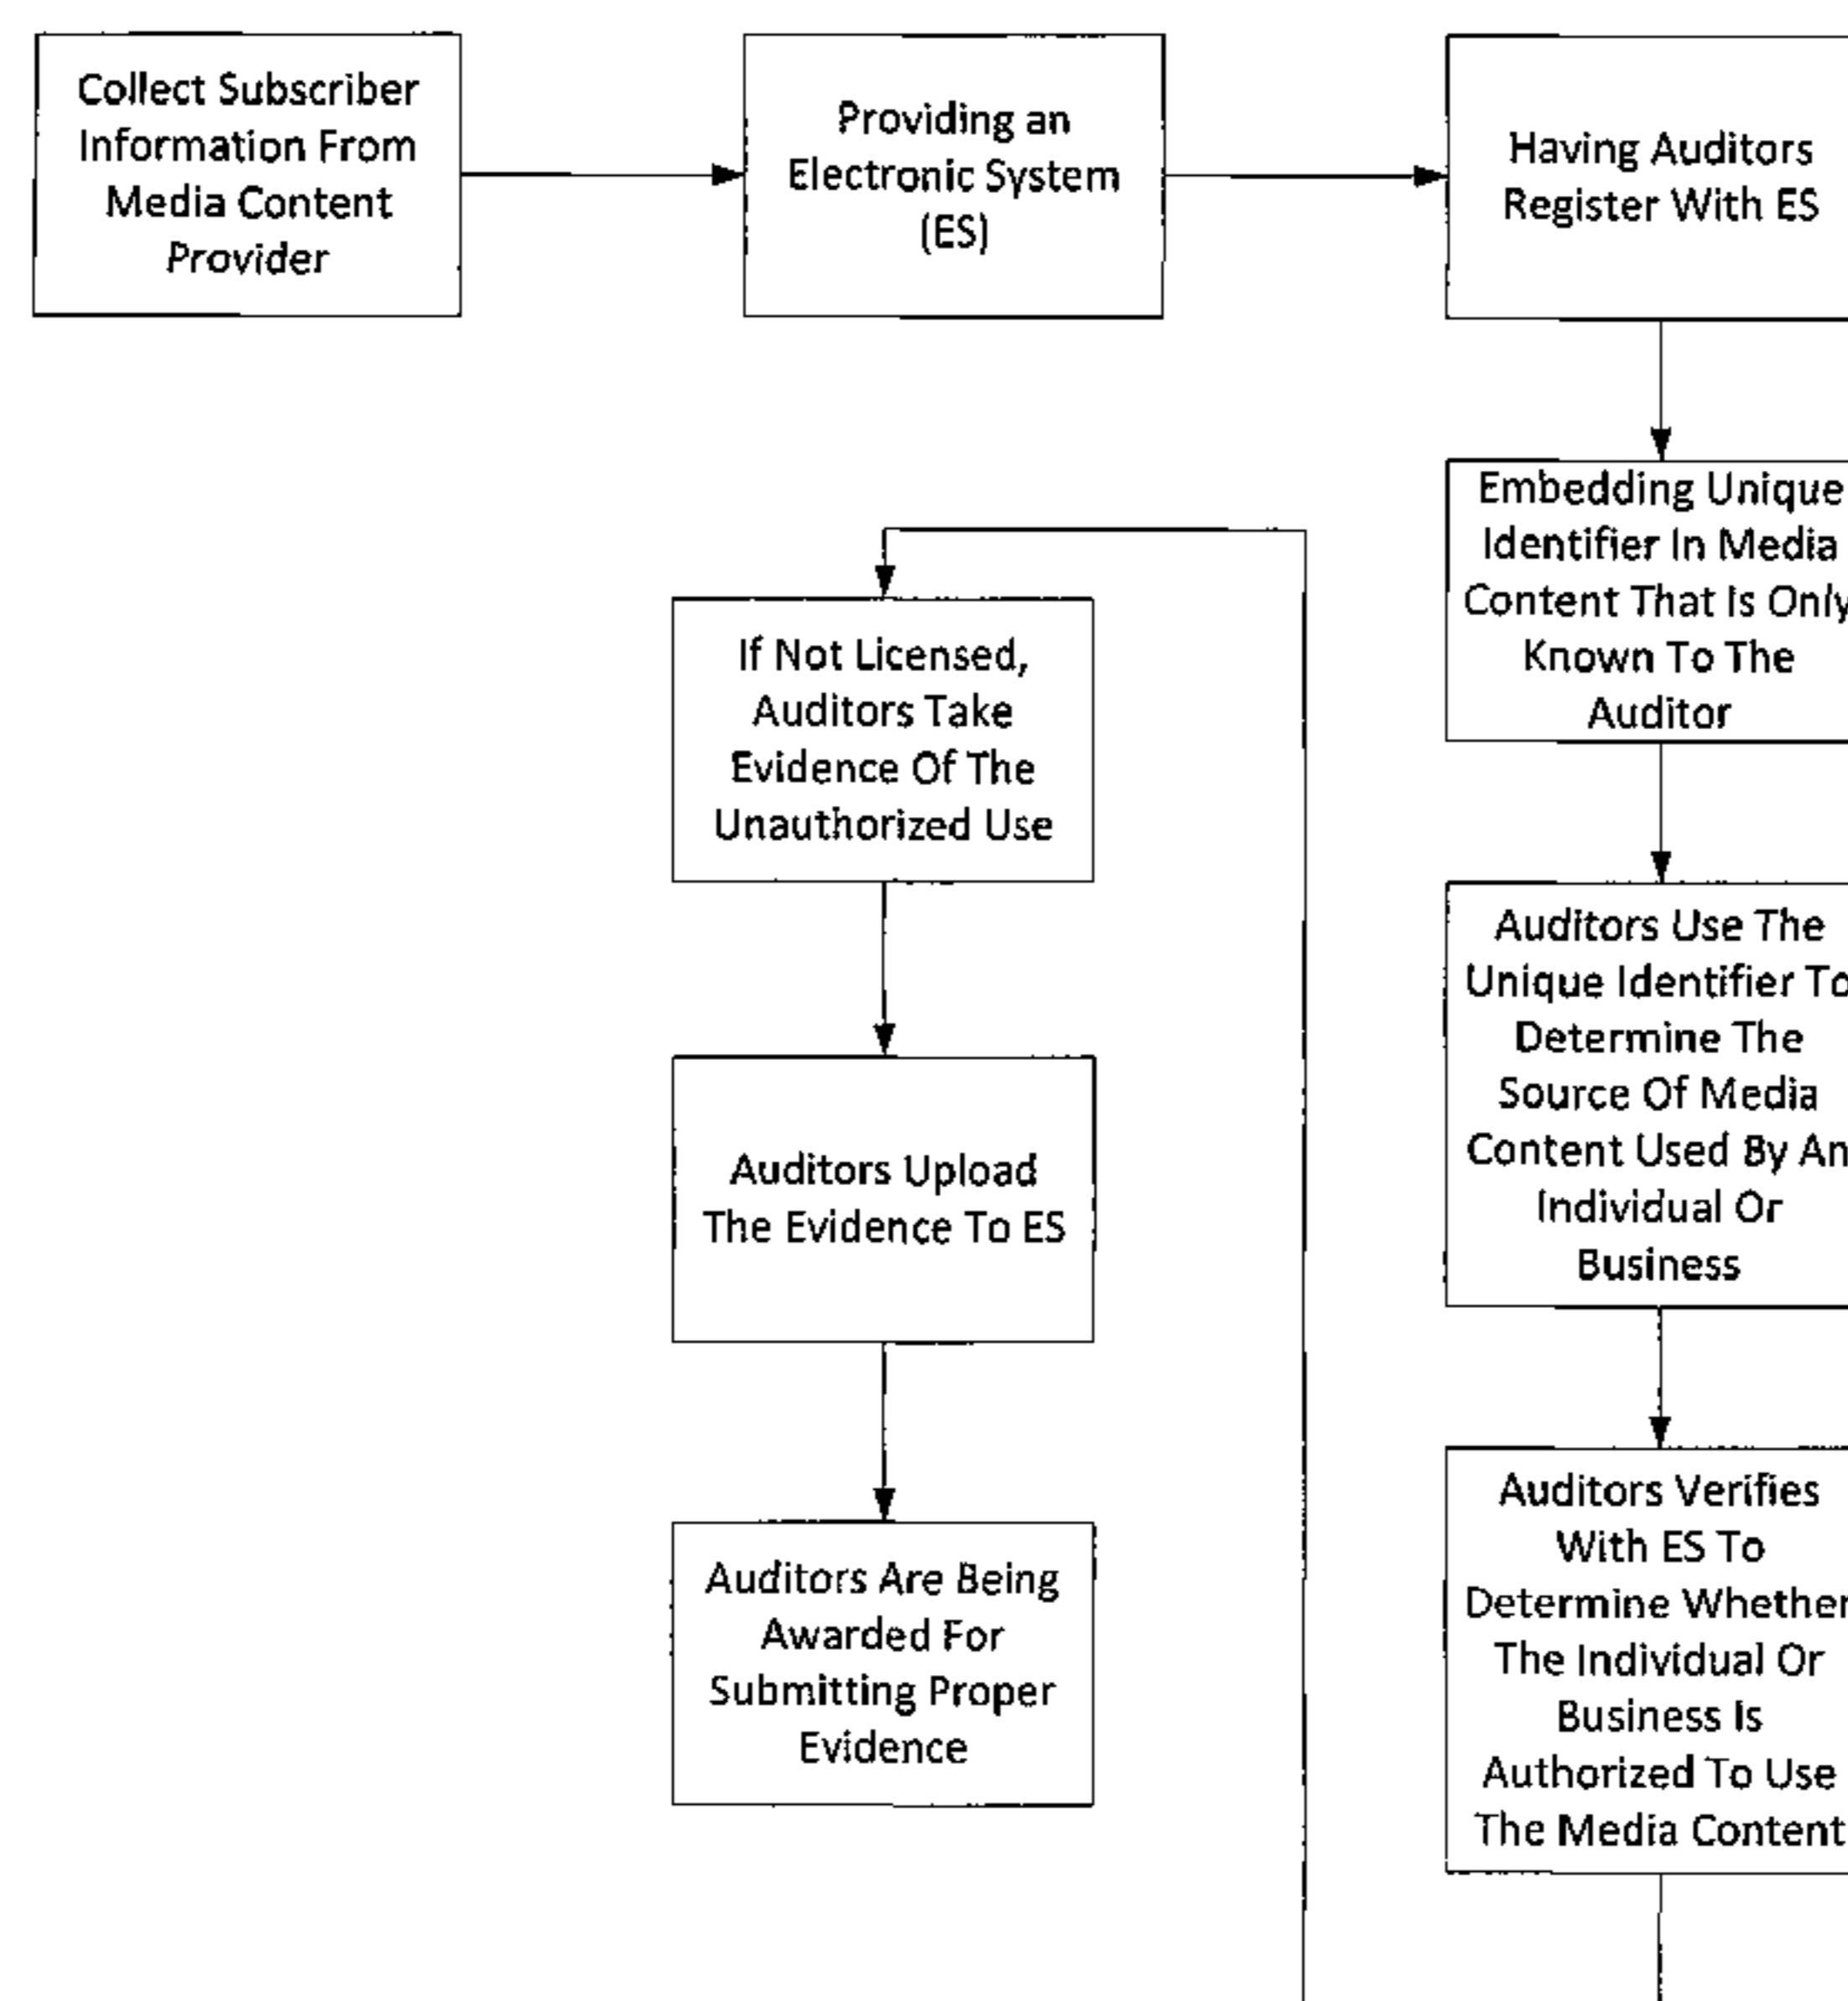 Collect Subscriber
Information From
Media Content
Provider
Providing an
Electronic System
(ES)
Having Auditors
Register With ES
Embedding Unique
Identifier In Media
Content That Is Only
Known To The
Auditor
Auditors Use The
Unique Identifier To
Determine The
Source Of Media
Content Used By An
Individual Or
Business
Auditors Verifies
With ES To
Determine Whether
The Individual Or
Business Is
Authorized To Use
The Media Content
If Not Licensed,
Auditors Take
Evidence Of The
Unauthorized Use
Auditors Upload
The Evidence To ES
Auditors Are Being
Awarded For
Submitting Proper
Evidence